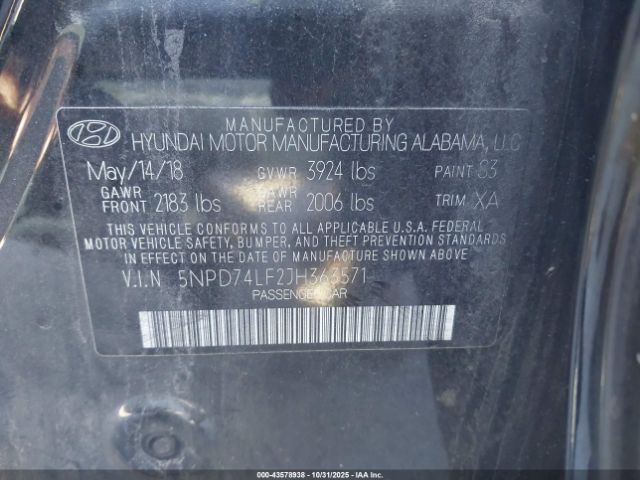 MANUFACTURED BY
HYUNDAI MOTOR MANUFACTURING ALABAMA, LLC
May/14/18 GVWR 3924 lbs PAINT S3
GAWR FRONT 2183 lbs GAWR REAR 2006 lbs TRIM XA
THIS VEHICLE CONFORMS TO ALL APPLICABLE U.S.A. FEDERAL
MOTOR VEHICLE SAFETY, BUMPER, AND THEFT PREVENTION STANDARDS
IN EFFECT ON THE DATE OF MANUFACTURE SHOWN ABOVE.
V.I.N 5NPD74LF2JH363571
PASSENGER CAR
IAA 43578938 | 10/31/2025 | IAAI.COM